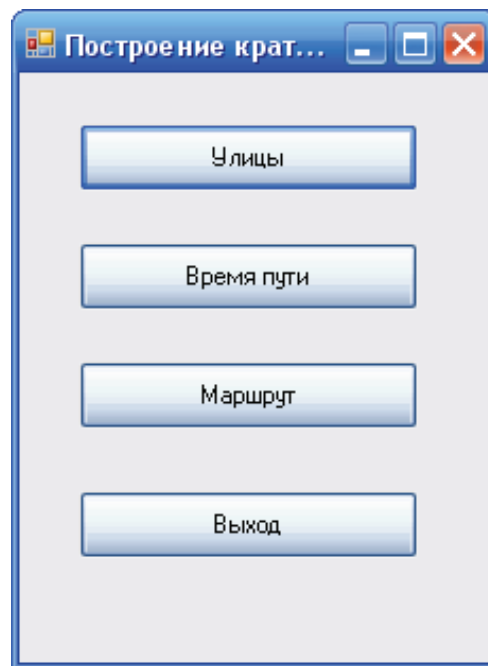 Построение крат...
Улицы
Время пути
Маршрут
Выход